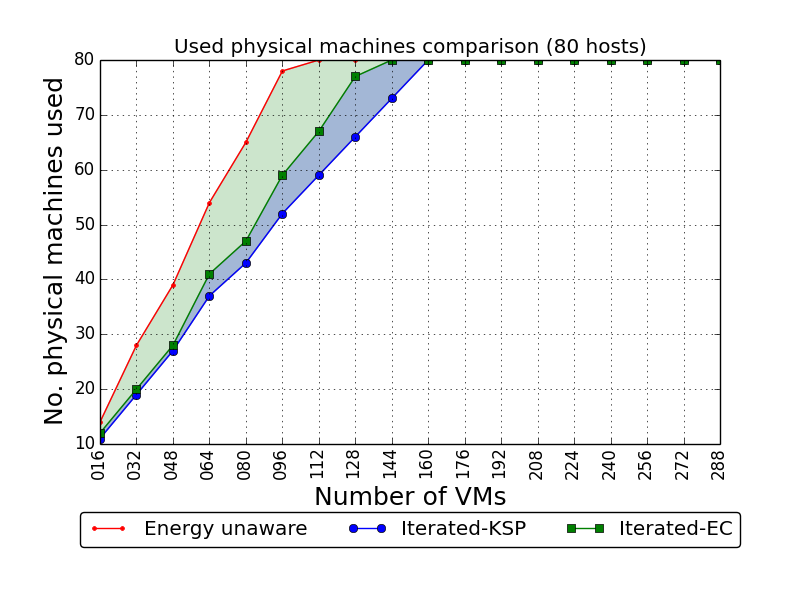 Used physical machines comparison (80 hosts)
No. physical machines used
80
70
60
50
40
30
20
10
016 032 048 064 080 096 112 128 144 160 176 192 208 224 240 256 272 288
Number of VMs
Energy unaware Iterated-KSP Iterated-EC